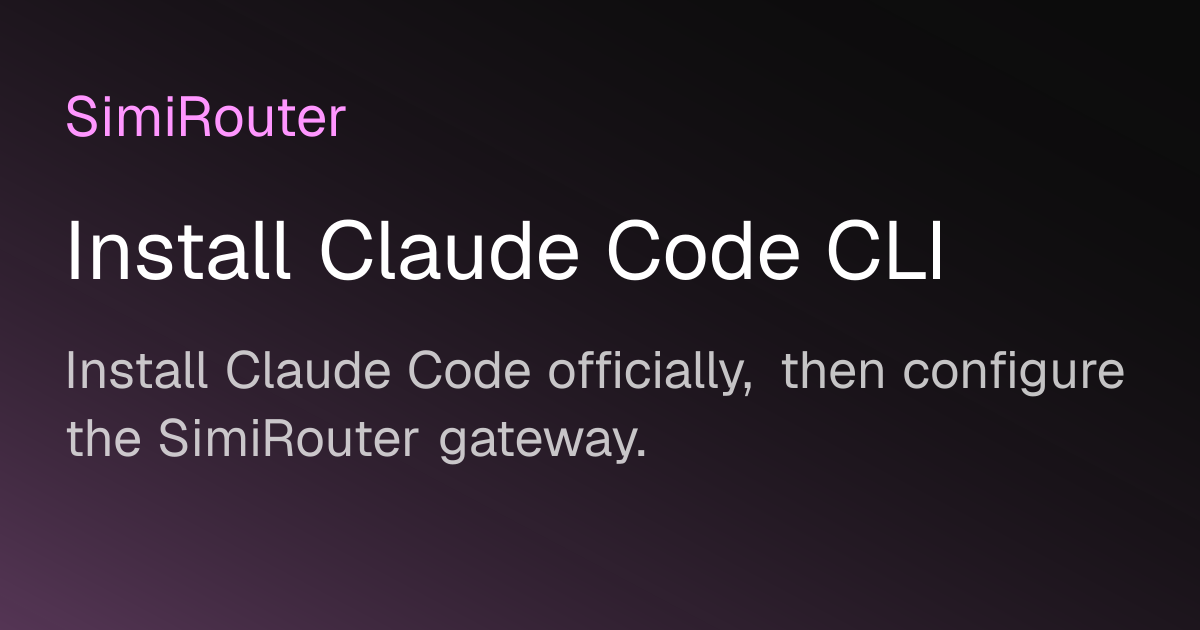 SimiRouter
Install Claude Code CLI
Install Claude Code officially, then configure
the SimiRouter gateway.